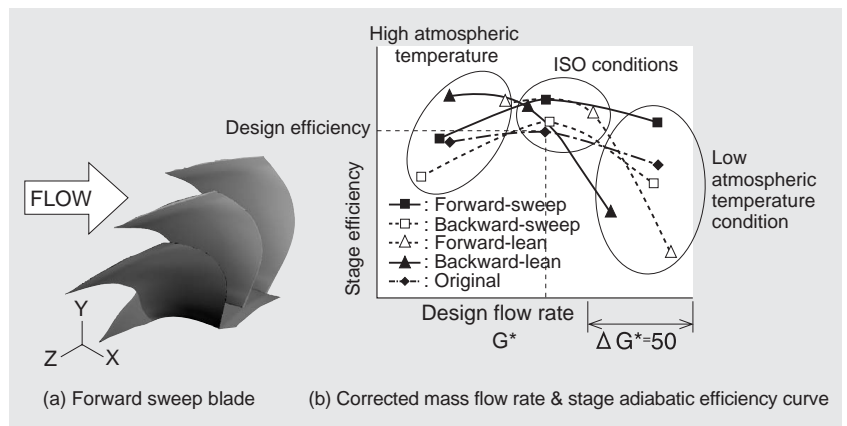 FLOW
Y
Z
X
(a) Forward sweep blade
High atmospheric
temperature
ISO conditions
Design efficiency
Stage efficiency
Low
atmospheric
temperature
condition
: Forward-sweep
: Backward-sweep
: Forward-lean
: Backward-lean
: Original
Design flow rate
G*
Δ G*=50
(b) Corrected mass flow rate & stage adiabatic efficiency curve